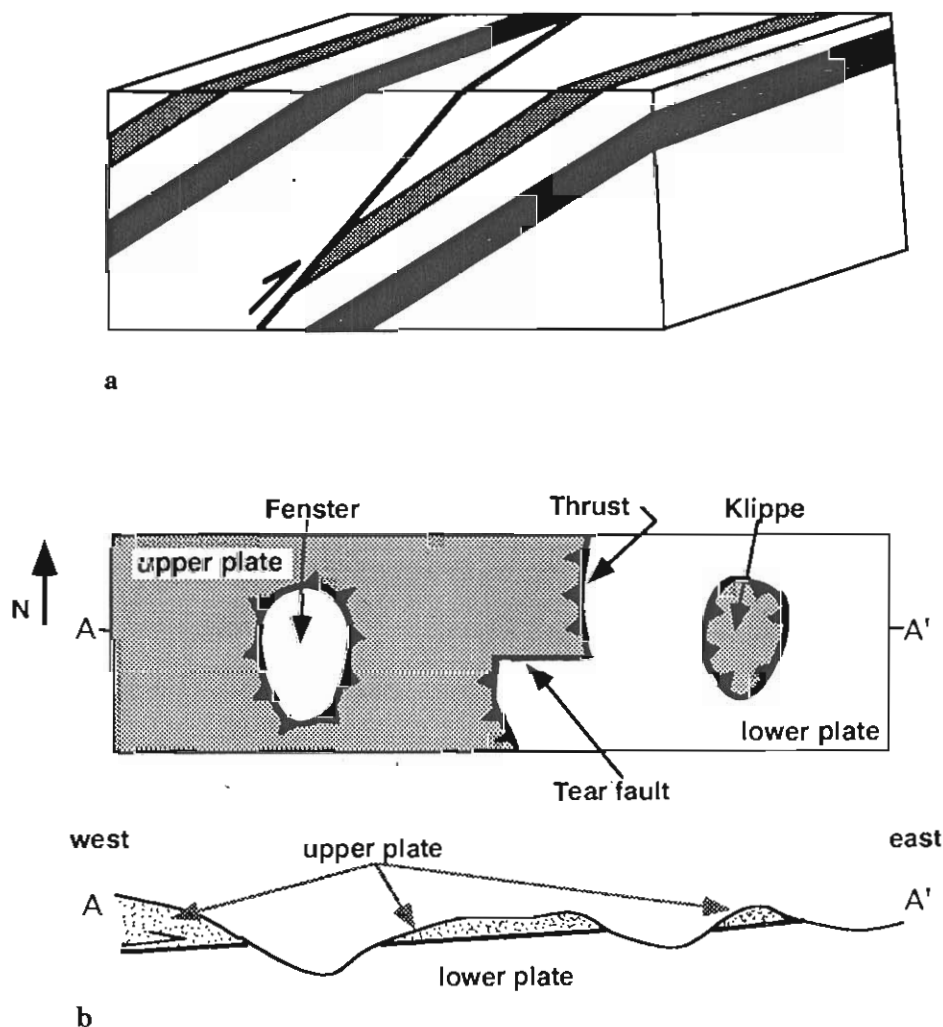 a
Fenster Thrust Klippe
upper plate
N
A A'
lower plate
Tear fault
west east
upper plate
A A'
lower plate
b